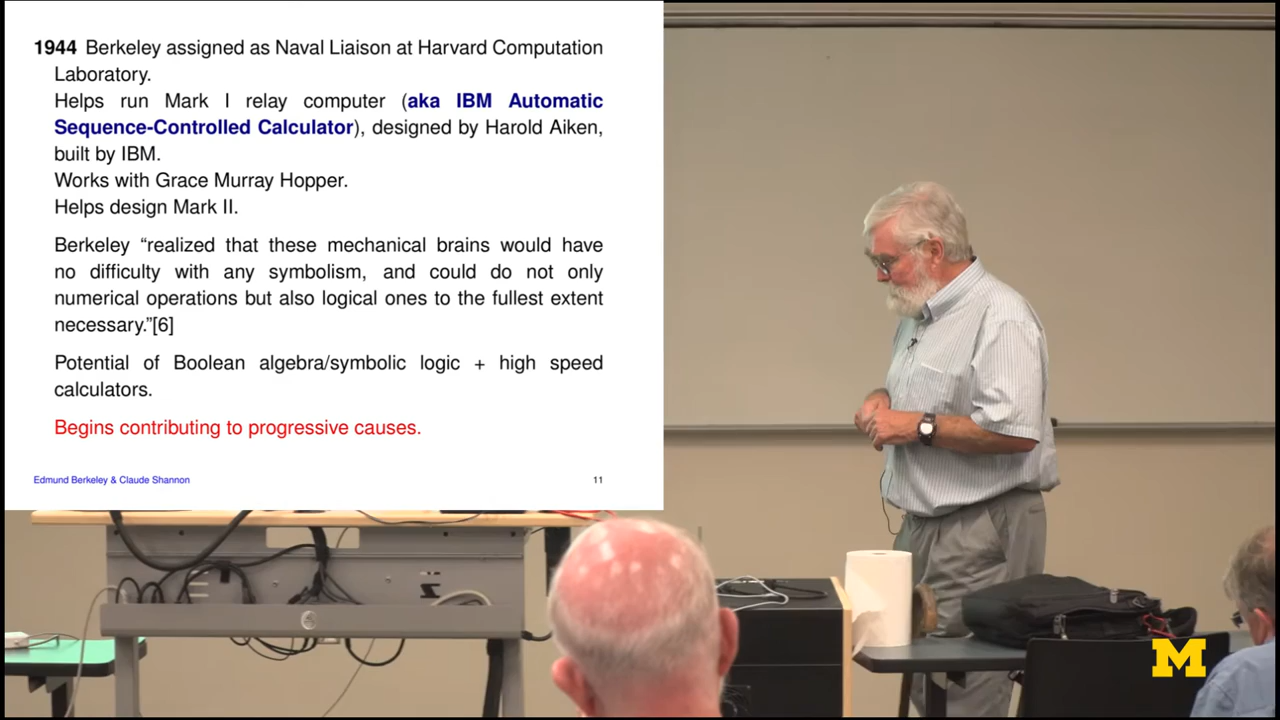 1944 Berkeley assigned as Naval Liaison at Harvard Computation
Laboratory.
Helps run Mark I relay computer (aka IBM Automatic
Sequence-Controlled Calculator), designed by Harold Aiken,
built by IBM.
Works with Grace Murray Hopper.
Helps design Mark II.
Berkeley “realized that these mechanical brains would have
no difficulty with any symbolism, and could do not only
numerical operations but also logical ones to the fullest extent
necessary.”[6]
Potential of Boolean algebra/symbolic logic + high speed
calculators.
Begins contributing to progressive causes.
Edmund Berkeley & Claude Shannon 11
M